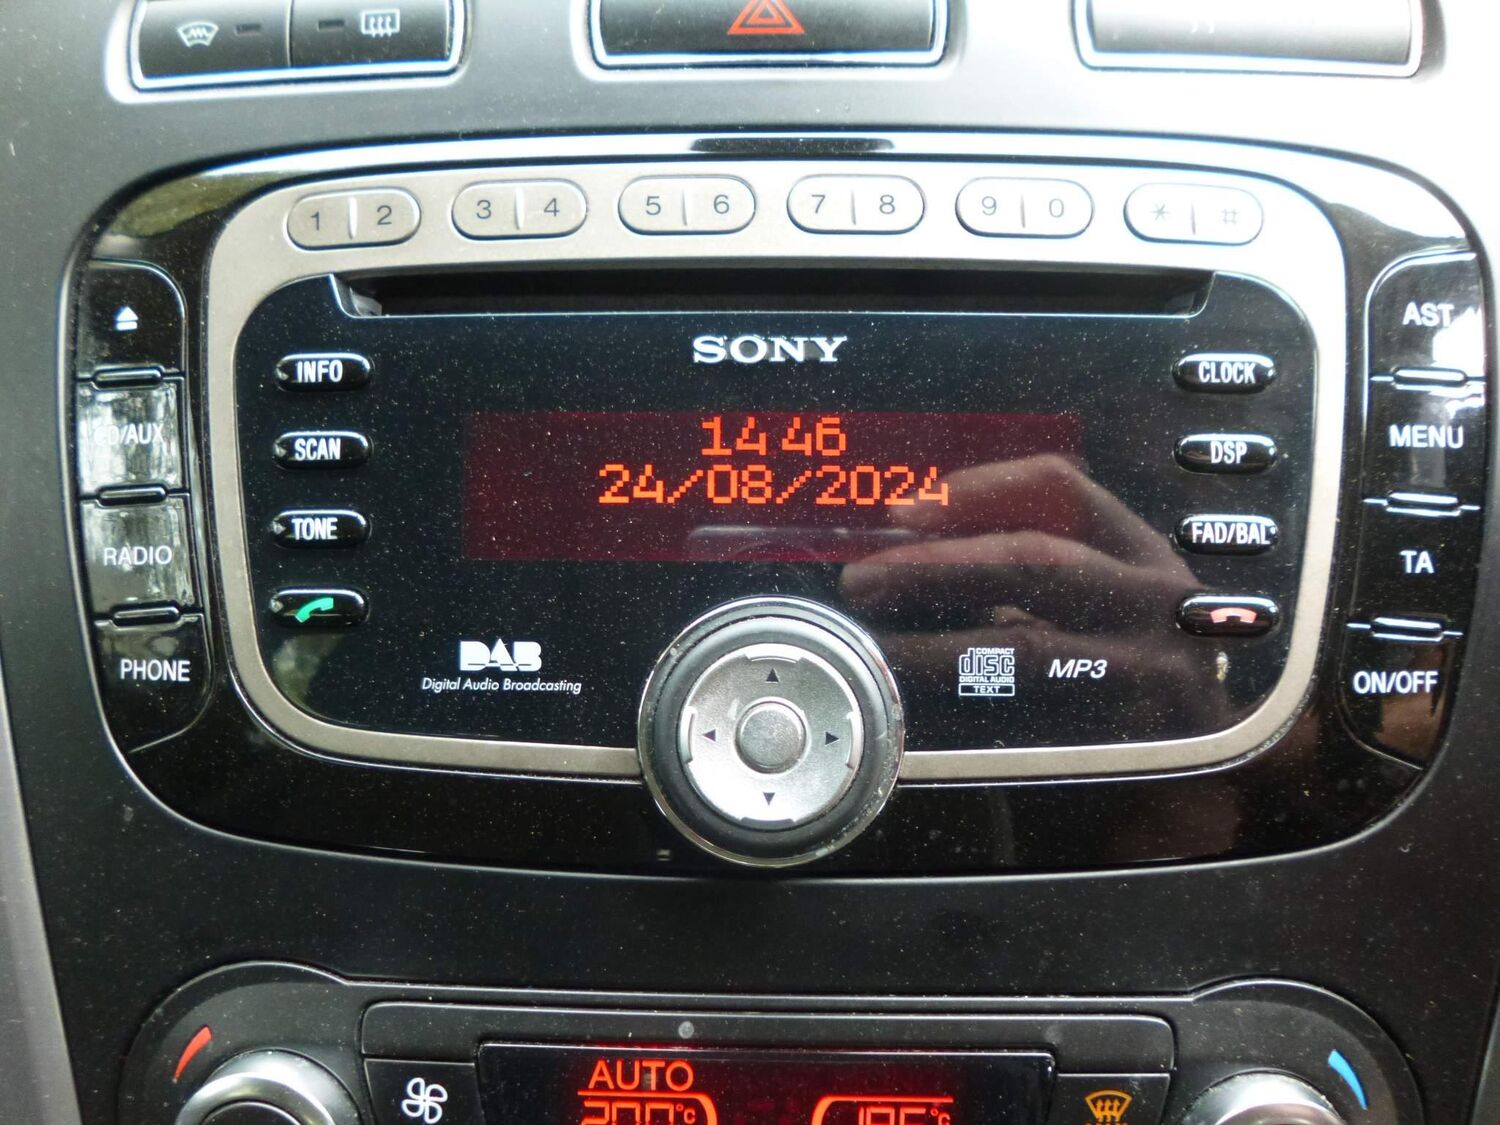 1 2 3 4 5 6 7 8 9 0 * #
SONY
INFO
SCAN
TONE
14 46
24/08/2024
CLOCK
DSP
FAD/BAL
CD/AUX
RADIO
PHONE
AST
MENU
TA
ON/OFF
DAB
Digital Audio Broadcasting
COMPACT
disc
DIGITAL AUDIO
TEXT
MP3
AUTO